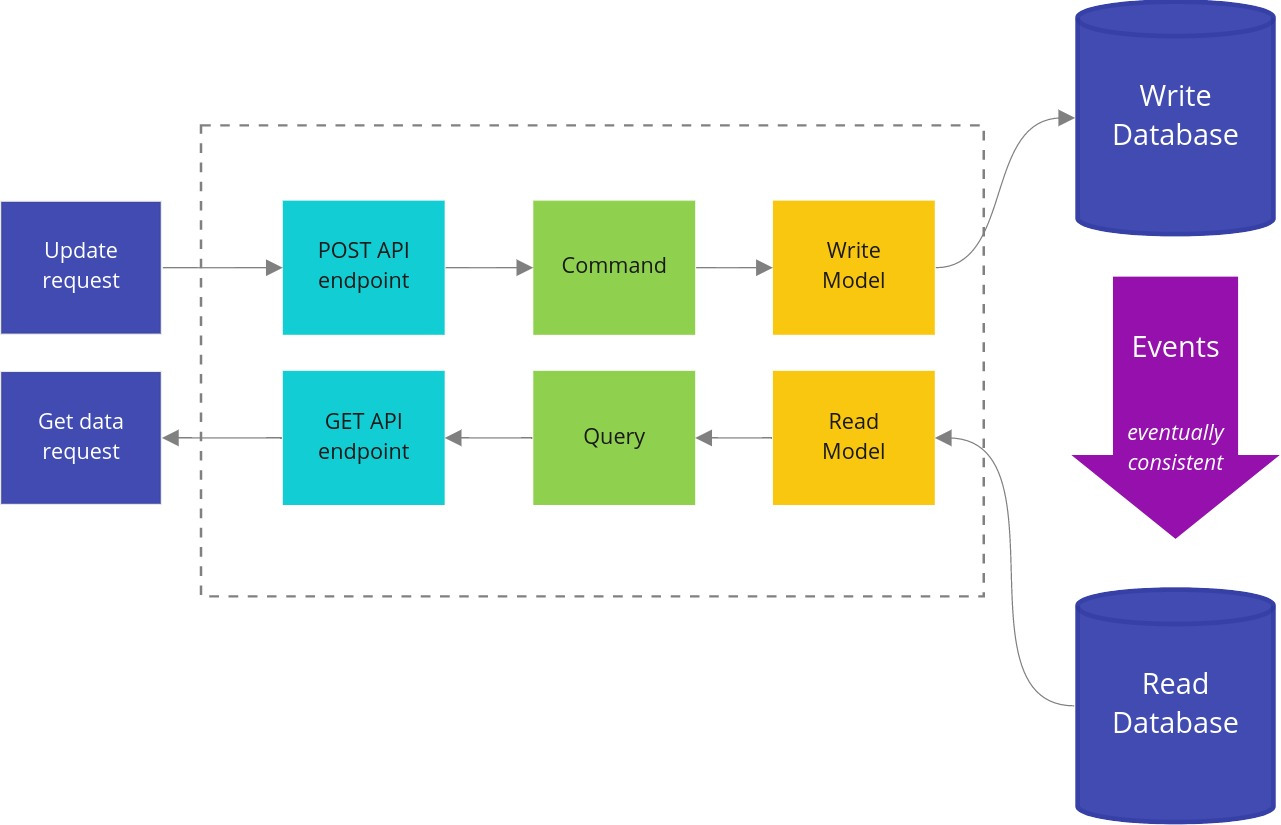 Write
Database
Update
request
POST API
endpoint
Command
Write
Model
Events
eventually
consistent
Get data
request
GET API
endpoint
Query
Read
Model
Read
Database